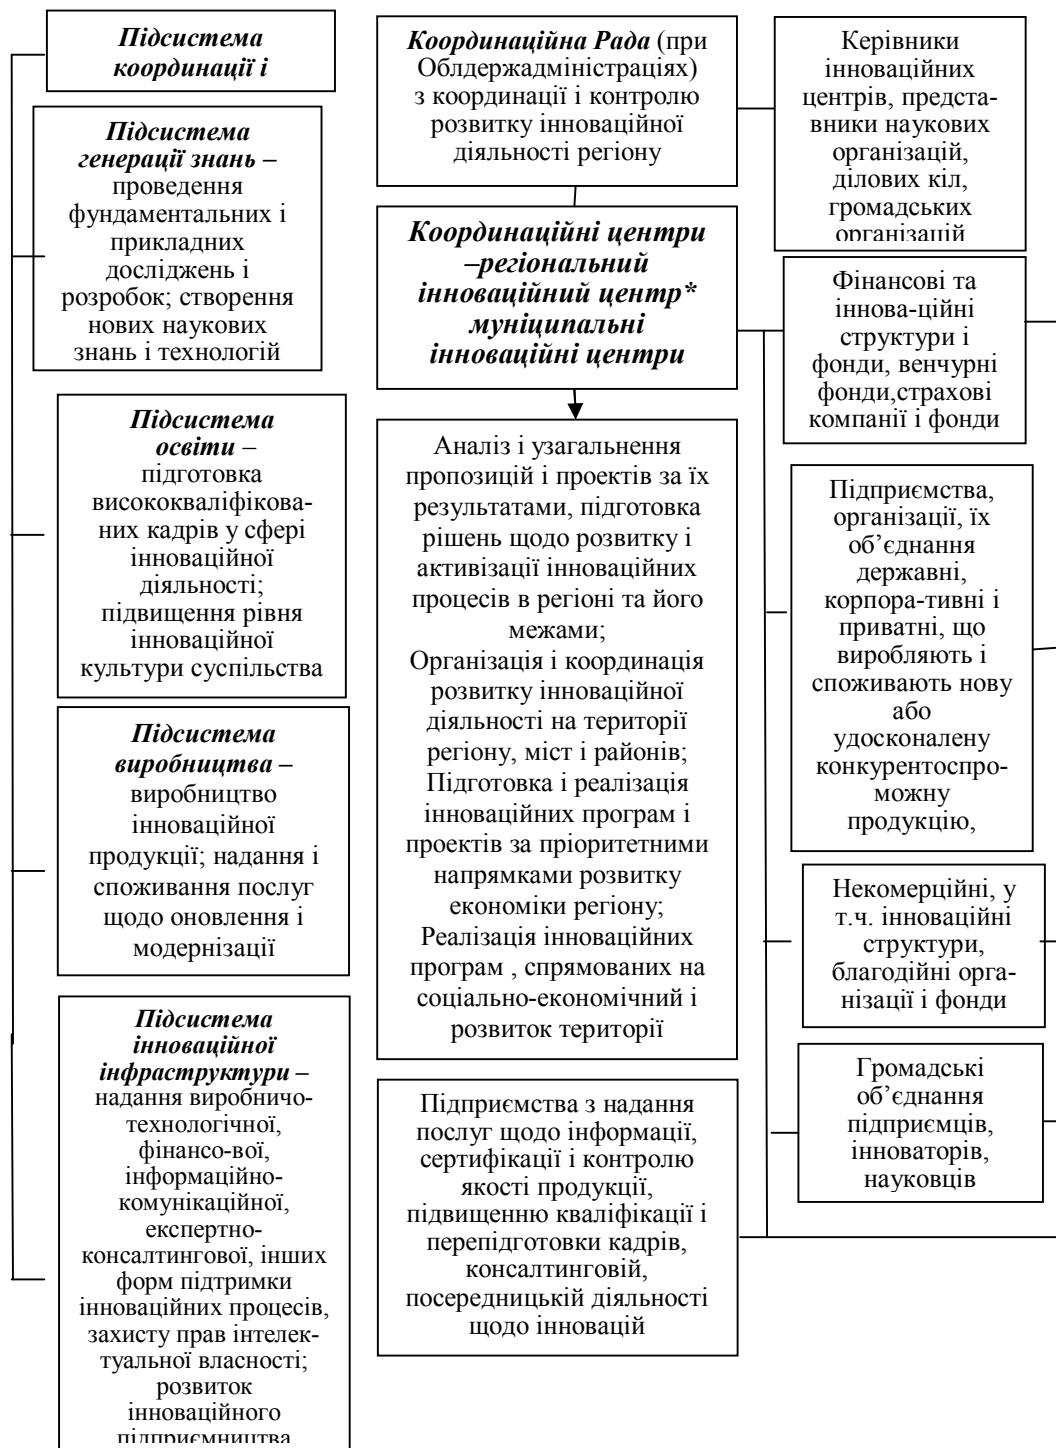 Підсистема
координації і
Підсистема
генерації знань –
проведення
фундаментальних і
прикладних
досліджень і
розробок; створення
нових наукових
знань і технологій
Підсистема
освіти –
підготовка
висококваліфікова-
них кадрів у сфері
інноваційної
діяльності;
підвищення рівня
інноваційної
культури суспільства
Підсистема
виробництва –
виробництво
інноваційної
продукції; надання і
споживання послуг
щодо оновлення і
модернізації
Підсистема
інноваційної
інфраструктури –
надання виробничо-
технологічної,
фінансо-вої,
інформаційно-
комунікаційної,
експертно-
консалтингової, інших
форм підтримки
інноваційних процесів,
захисту прав інтелек-
туальної власності;
розвиток
інноваційного
підприємництва
Координаційна Рада (при
Облдержадміністраціях)
з координації і контролю
розвитку інноваційної
діяльності регіону
Координаційні центри
–регіональний
інноваційний центр*
муніципальні
інноваційні центри
Аналіз і узагальнення
пропозицій і проектів за їх
результатами, підготовка
рішень щодо розвитку і
активізації інноваційних
процесів в регіоні та його
межами;
Організація і координація
розвитку інноваційної
діяльності на території
регіону, міст і районів;
Підготовка і реалізація
інноваційних програм і
проектів за пріоритетними
напрямками розвитку
економіки регіону;
Реалізація інноваційних
програм , спрямованих на
соціально-економічний і
розвиток території
Підприємства з надання
послуг щодо інформації,
сертифікації і контролю
якості продукції,
підвищенню кваліфікації і
перепідготовки кадрів,
консалтинговій,
посередницькій діяльності
щодо інновацій
Керівники
інноваційних
центрів, предста-
вники наукових
організацій,
ділових кіл,
громадських
організацій
Фінансові та
іннова-ційні
структури і
фонди, венчурні
фонди,страхові
компанії і фонди
Підприємства,
організації, їх
об’єднання
державні,
корпора-тивні і
приватні, що
виробляють і
споживають нову
або
удосконалену
конкурентоспро-
можну
продукцію,
Некомерційні, у
т.ч. інноваційні
структури,
благодійні орга-
нізації і фонди
Громадські
об’єднання
підприємців,
інноваторів,
науковців